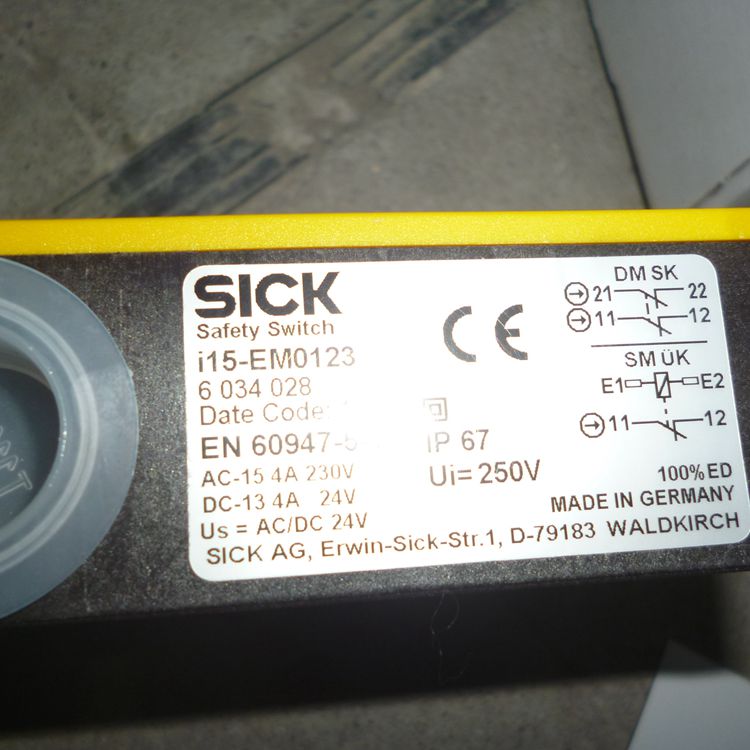 SICK
Safety Switch
i15-EM0123
6 034 028
Date Code:
EN 60947-5-
IP 67
AC-15 4A 230V
Ui= 250V
DC-13 4A 24V
Us = AC/DC 24V
SICK AG, Erwin-Sick-Str.1, D-79183 WALDKIRCH
CE
DM SK
21 22
11 12
SM ÜK
E1 E2
11 12
100% ED
MADE IN GERMANY